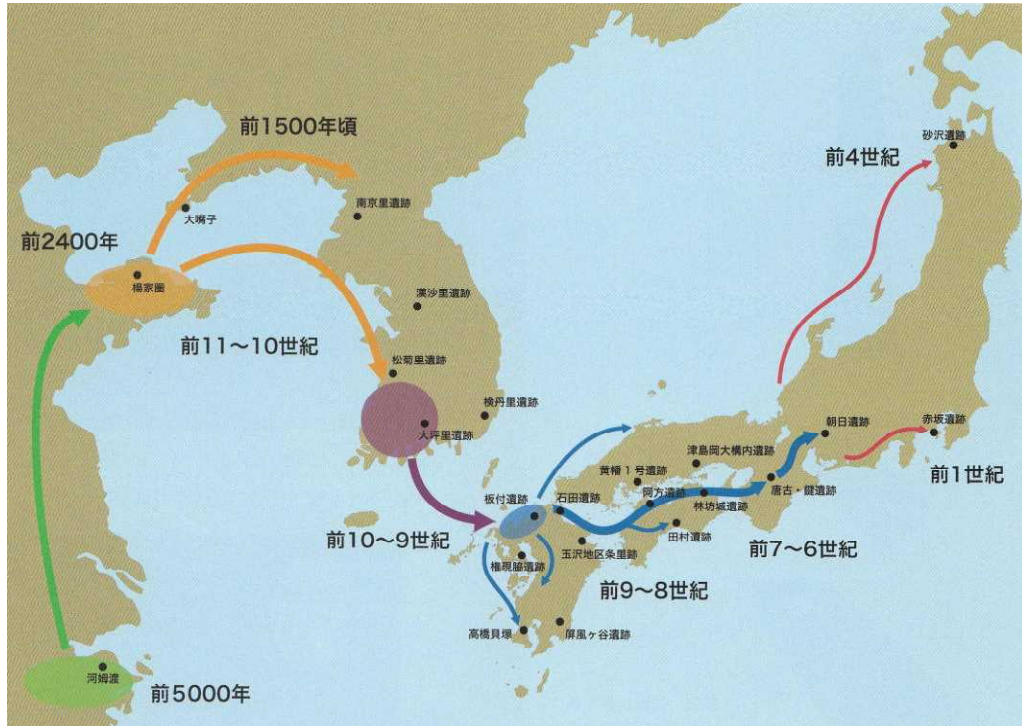 砂沢遺跡
前4世紀
前1500年頃
大嘴子
南京里遺跡
前2400年
楊家圏
渼沙里遺跡
前11〜10世紀
松菊里遺跡
検丹里遺跡
大坪里遺跡
朝日遺跡
赤坂遺跡
前1世紀
津島岡大構内遺跡
黄幡1号遺跡
唐古・鍵遺跡
板付遺跡
石田遺跡
阿方遺跡
林坊城遺跡
田村遺跡
前10〜9世紀
前7〜6世紀
玉沢地区条里跡
権現脇遺跡
前9〜8世紀
高橋貝塚
屏風ヶ谷遺跡
河姆渡
前5000年